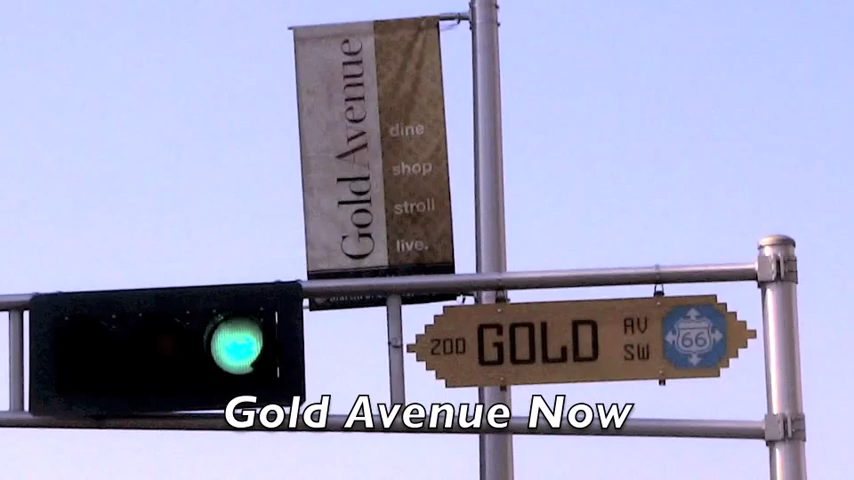 Gold Avenue
dine
shop
stroll
live.
200 GOLD AV SW
66
Gold Avenue Now